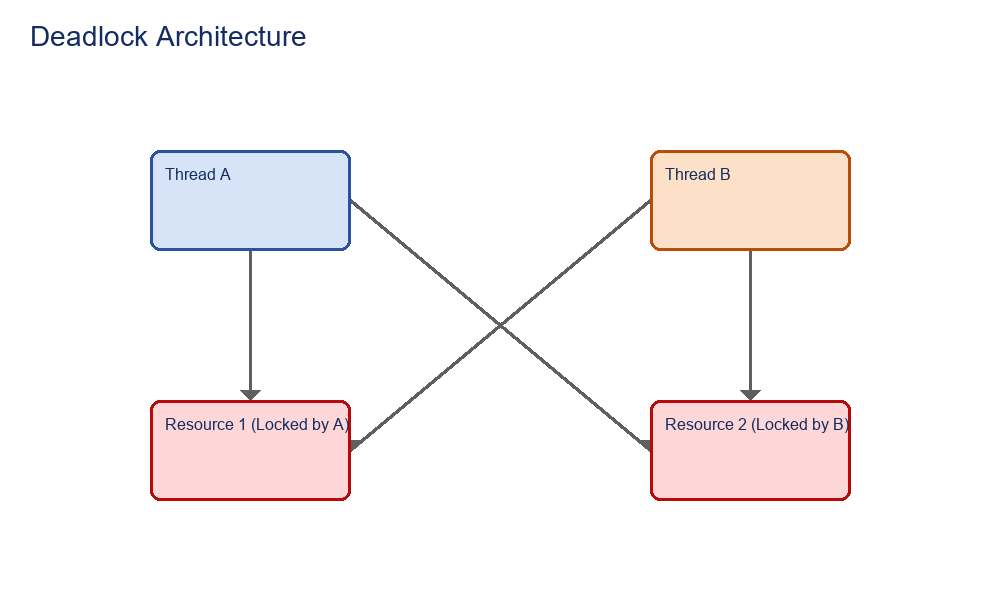 Deadlock Architecture
Thread A
Thread B
Resource 1 (Locked by A)
Resource 2 (Locked by B)